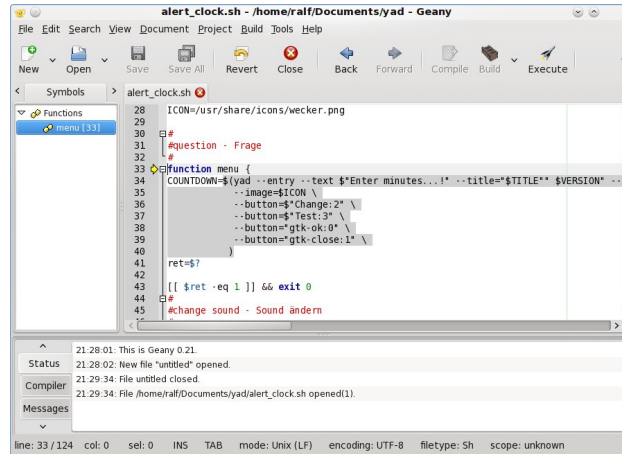 alert_clock.sh - /home/ralf/Documents/yad - Geany
File Edit Search View Document Project Build Tools Help
New Open Save Save All Revert Close Back Forward Compile Build Execute
Symbols alert_clock.sh
Functions
menu [33]
28 ICON=/usr/share/icons/wecker.png
29
30 #
31 #question - Frage
32 #
33 function menu {
34 COUNTDOWN=$(yad --entry --text $"Enter minutes...!" --title="$TITLE"" $VERSION" --
35 --image=$ICON \
36 --button=$"Change:2" \
37 --button=$"Test:3" \
38 --button="gtk-ok:0" \
39 --button="gtk-close:1" \
40 )
41 ret=$?
42
43 [[ $ret -eq 1 ]] && exit 0
44 #
45 #change sound - Sound ändern
Status
Compiler
Messages
21:28:01: This is Geany 0.21.
21:28:02: New file "untitled" opened.
21:29:34: File untitled closed.
21:29:34: File /home/ralf/Documents/yad/alert_clock.sh opened(1).
line: 33 / 124 col: 0 sel: 0 INS TAB mode: Unix (LF) encoding: UTF-8 filetype: Sh scope: unknown